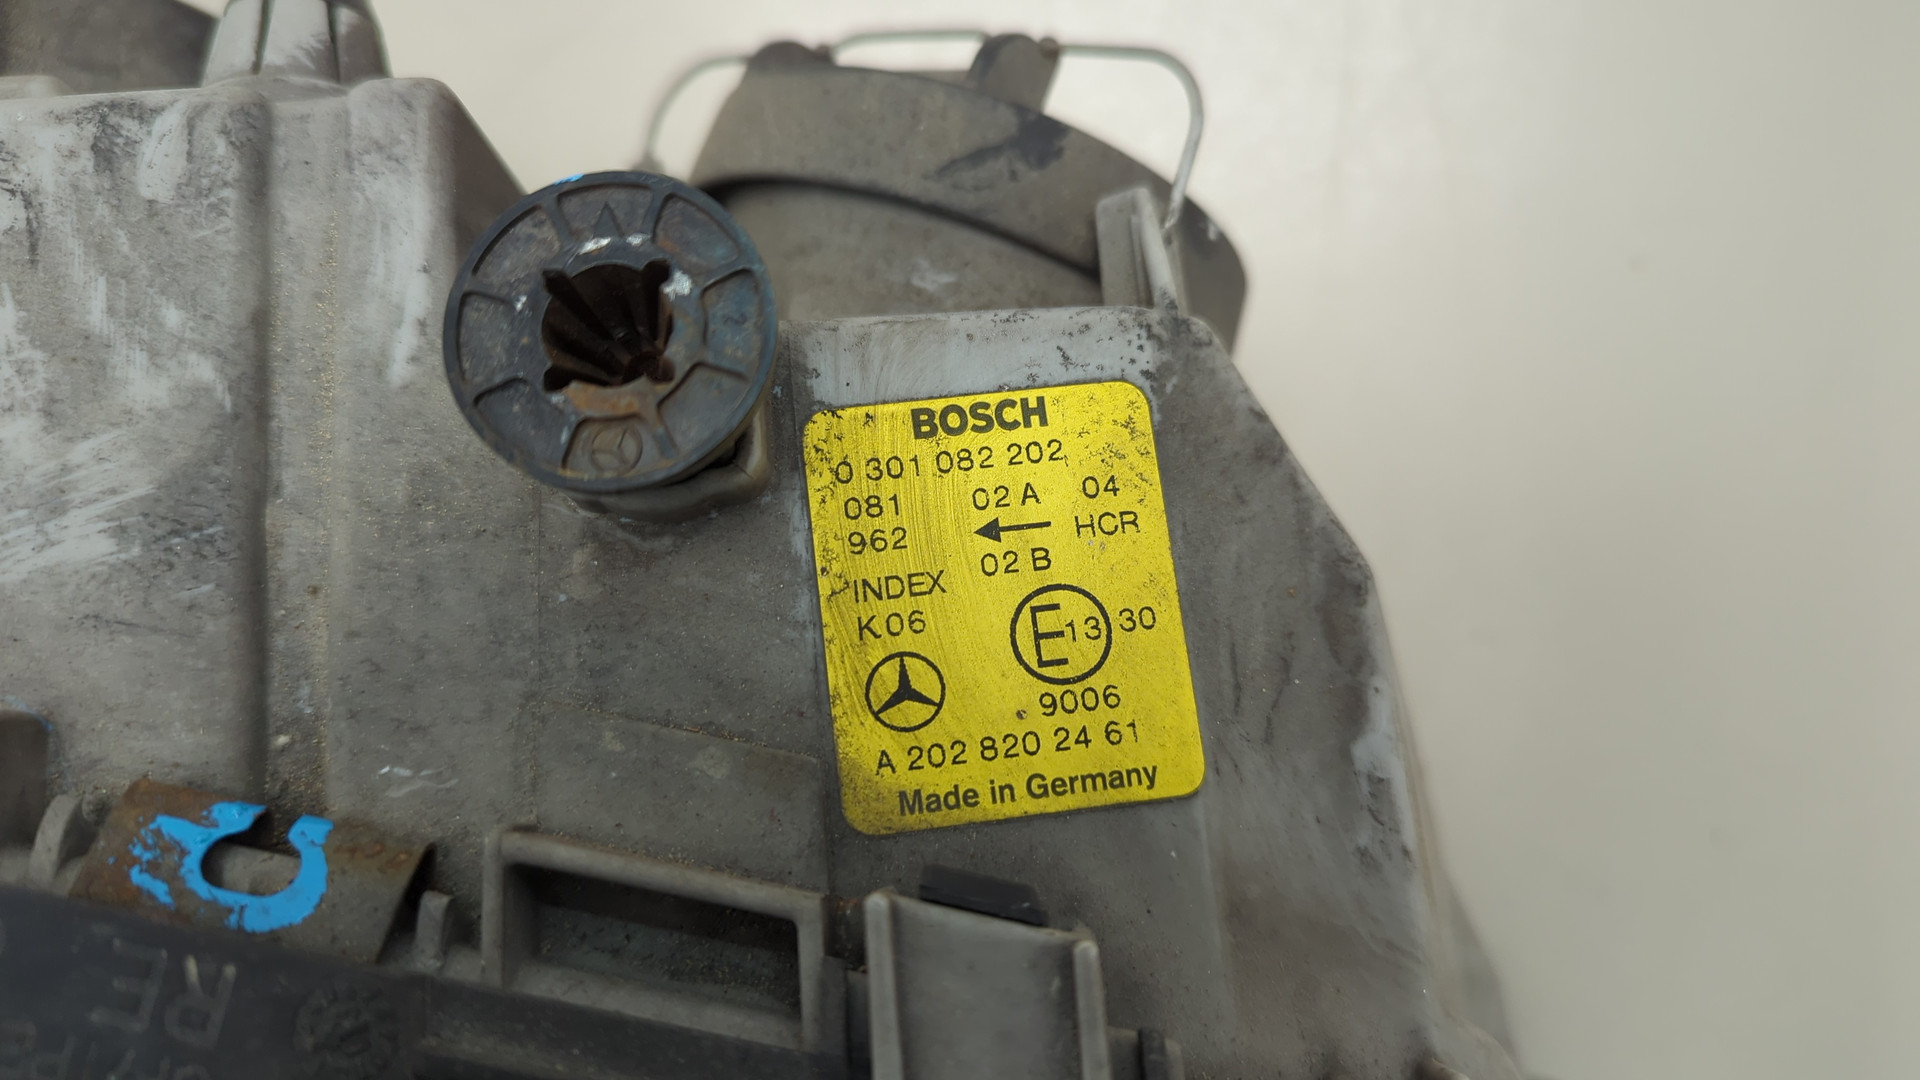 BOSCH
0 301 082 202
081 02 A 04
962 HCR
02 B
INDEX
K06
E 13 30
9006
A 202 820 24 61
Made in Germany
RE